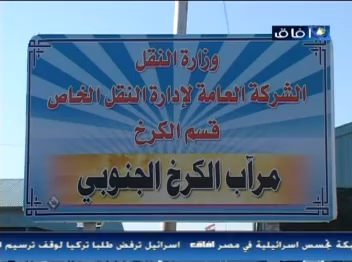 آفاق
وزارة النقل
الشركة العامة لإدارة النقل الخاص
قسم الكرخ
مرآب الكرخ الجنوبي
كة تجسس اسرائيلية في مصر آفاق اسرائيل ترفض طلبا تركيا لوقف ترسيم